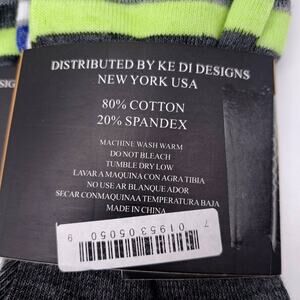 DISTRIBUTED BY KE DI DESIGNS
NEW YORK USA
80% COTTON
20% SPANDEX
MACHINE WASH WARM
DO NOT BLEACH
TUMBLE DRY LOW
LAVAR A MAQUINA CON AGRA TIBIA
NO USE AR BLANQUE ADOR
SECAR CONMAQUINAA TEMPERATURA BAJA
MADE IN CHINA
7 01953 05050 9